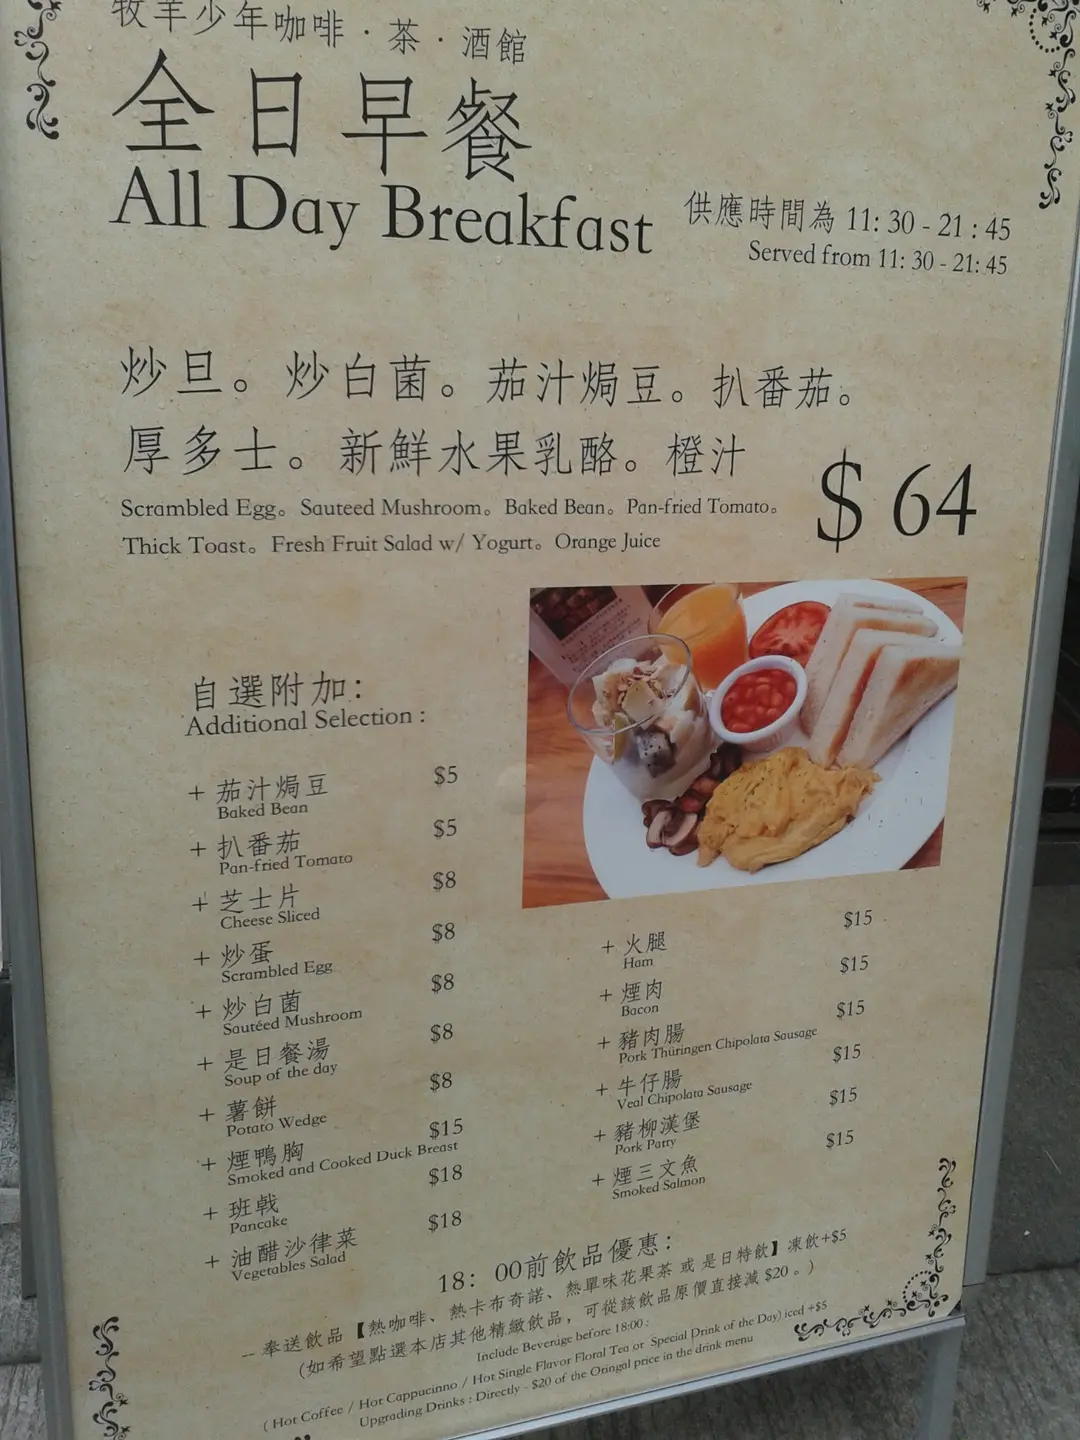 牧羊少年咖啡·茶·酒館
全日早餐
All Day Breakfast
供應時間為 11:30 - 21:45
Served from 11:30 - 21:45
炒旦。炒白菌。茄汁焗豆。扒番茄。
厚多士。新鮮水果乳酪。橙汁
Scrambled Egg。Sauteed Mushroom。Baked Bean。Pan-fried Tomato。
Thick Toast。Fresh Fruit Salad w/ Yogurt。Orange Juice
$ 64
自選附加:
Additional Selection :
+ 茄汁焗豆 $5
Baked Bean
+ 扒番茄 $5
Pan-fried Tomato
+ 芝士片 $8
Cheese Sliced
+ 炒蛋 $8
Scrambled Egg
+ 炒白菌 $8
Sautéed Mushroom
+ 是日餐湯 $8
Soup of the day
+ 薯餅 $8
Potato Wedge
+ 煙鴨胸 $15
Smoked and Cooked Duck Breast
+ 班戟 $18
Pancake
+ 油醋沙律菜 $18
Vegetables Salad
+ 火腿 $15
Ham
+ 煙肉 $15
Bacon
+ 豬肉腸 $15
Pork Thüringen Chipolata Sausage
+ 牛仔腸 $15
Veal Chipolata Sausage
+ 豬柳漢堡 $15
Pork Patty
+ 煙三文魚 $15
Smoked Salmon
18:00前飲品優惠:
– 奉送飲品【熱咖啡、熱卡布奇諾、熱單味花果茶 或 是日特飲】凍飲+$5
(如希望點選本店其他精緻飲品,可從該飲品原價直接減 $20。)
Include Beverage before 18:00 :
( Hot Coffee / Hot Cappucinno / Hot Single Flavor Floral Tea or Special Drink of the Day) iced +$5
Upgrading Drinks : Directly - $20 of the Oringal price in the drink menu